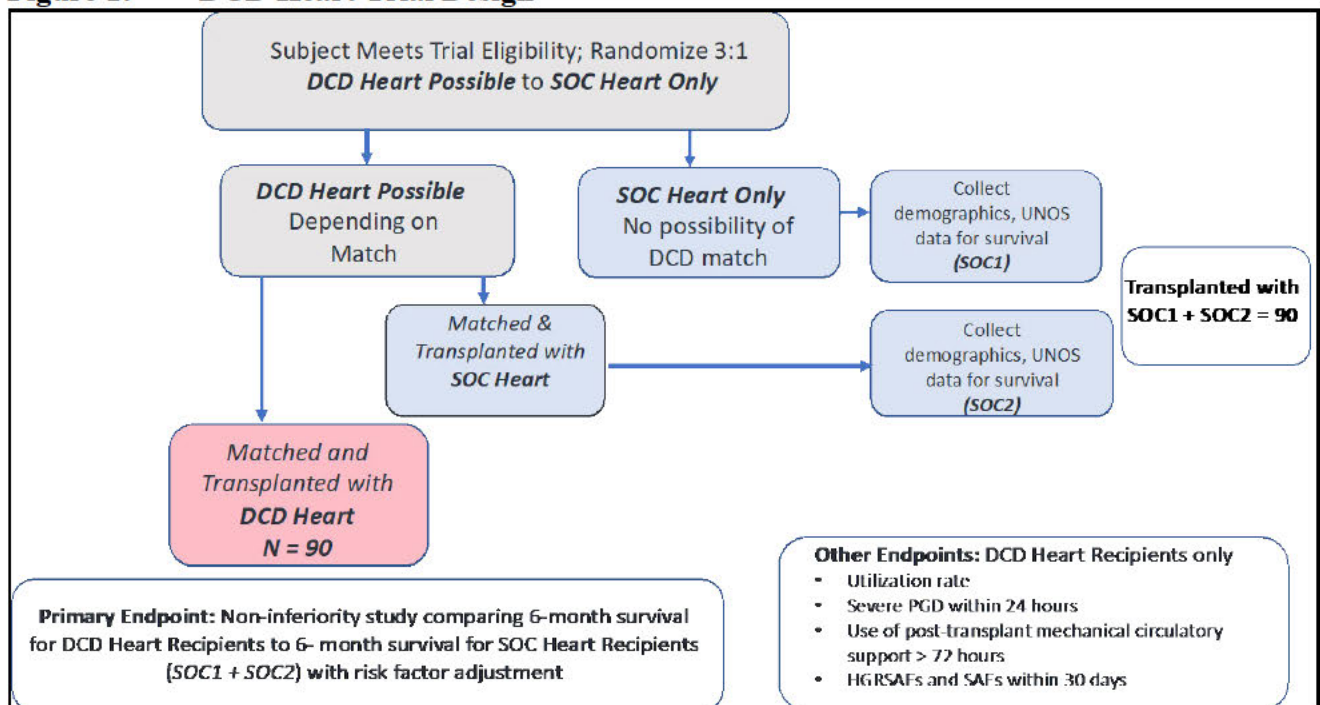 Subject Meets Trial Eligibility; Randomize 3:1
DCD Heart Possible to SOC Heart Only
DCD Heart Possible
Depending on
Match
SOC Heart Only
No possibility of
DCD match
Collect
demographics, UNOS
data for survival
(SOC1)
Transplanted with
SOC1 + SOC2 = 90
Matched &
Transplanted with
SOC Heart
Collect
demographics, UNOS
data for survival
(SOC2)
Matched and
Transplanted with
DCD Heart
N = 90
Primary Endpoint: Non-inferiority study comparing 6-month survival
for DCD Heart Recipients to 6- month survival for SOC Heart Recipients
(SOC1 + SOC2) with risk factor adjustment
Other Endpoints: DCD Heart Recipients only
• Utilization rate
• Severe PGD within 24 hours
• Use of post-transplant mechanical circulatory
support > 72 hours
• HGRSAEs and SAEs within 30 days